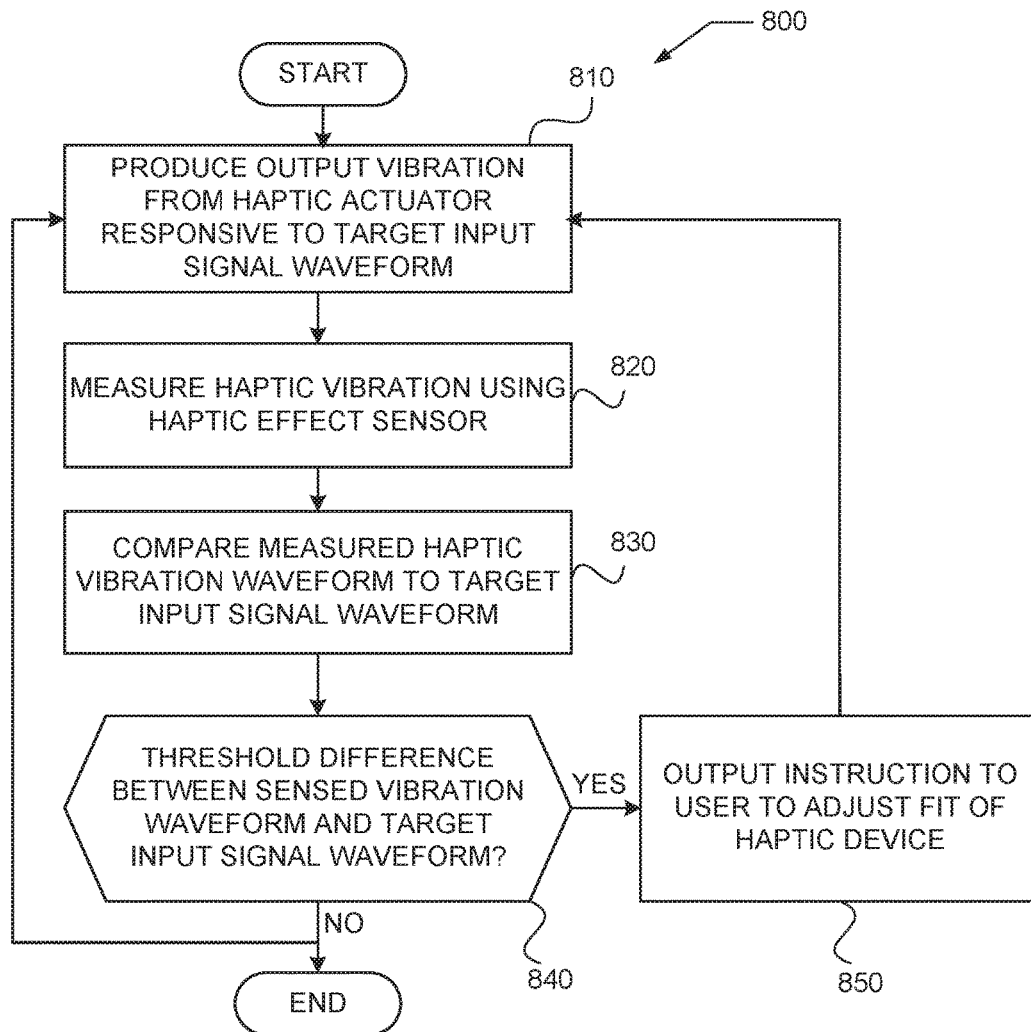 800
START
810
PRODUCE OUTPUT VIBRATION
FROM HAPTIC ACTUATOR
RESPONSIVE TO TARGET INPUT
SIGNAL WAVEFORM
MEASURE HAPTIC VIBRATION USING
HAPTIC EFFECT SENSOR
820
COMPARE MEASURED HAPTIC
VIBRATION WAVEFORM TO TARGET
INPUT SIGNAL WAVEFORM
830
THRESHOLD DIFFERENCE
BETWEEN SENSED VIBRATION
WAVEFORM AND TARGET
INPUT SIGNAL WAVEFORM?
YES
OUTPUT INSTRUCTION TO
USER TO ADJUST FIT OF
HAPTIC DEVICE
NO
840
850
END